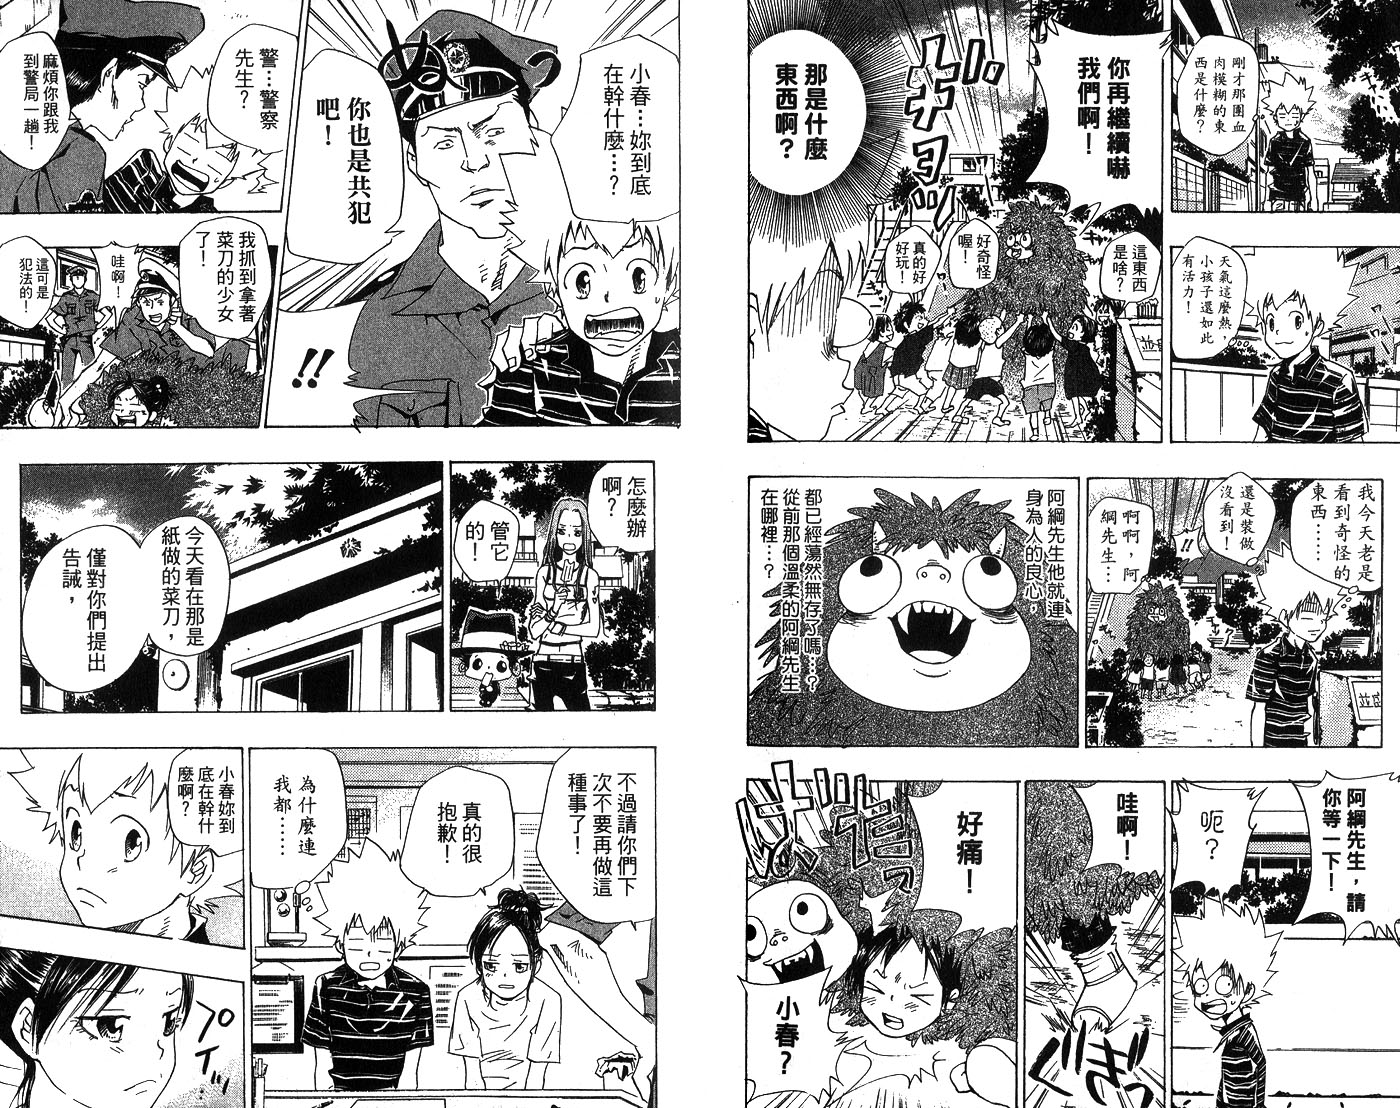 剛才那團血
肉模糊的東
西是什麼?
你再繼續嚇
我們啊!
那是什麼
東西啊?
這東西
是啥?
好奇怪
喔!
真的好
好玩!
天氣這麼熱,
小孩子還如此
有活力!
我今天老是
看到奇怪的
東西……
還是裝做
沒看到!
!!
啊啊,阿
綱先生…
阿綱先生他就連
身為人的良心,
都已經蕩然無存了嗎…?
從前那個溫柔的阿綱先生
在哪裡…?
阿綱先生,請
你等一下!
呃?
哇啊!
好痛!
小春?
小春…妳到底
在幹什麼…?
你也是共犯
吧!
!!
警…警察
先生?
麻煩你跟我
到警局一趟!
我抓到拿著
菜刀的少女
了!
哇啊!
這可是
犯法的!
怎麼辦
啊?
管它
的!
今天看在那是
紙做的菜刀,
僅對你們提出
告誡,
不過請你們下
次不要再做這
種事了!
真的很
抱歉!
為什麼連
我都……
小春妳到
底在幹什
麼啊?
プイッ